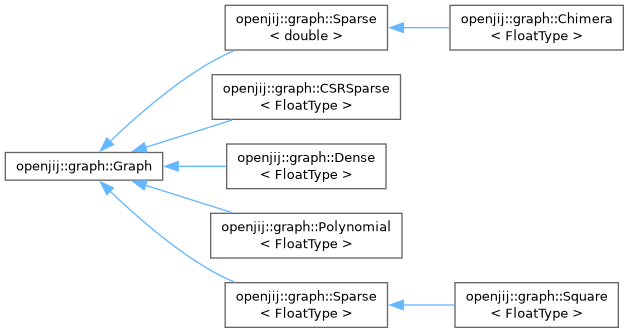 openjij::graph::Sparse
< double >
openjij::graph::Chimera
< FloatType >
openjij::graph::CSRSparse
< FloatType >
openjij::graph::Graph
openjij::graph::Dense
< FloatType >
openjij::graph::Polynomial
< FloatType >
openjij::graph::Sparse
< FloatType >
openjij::graph::Square
< FloatType >